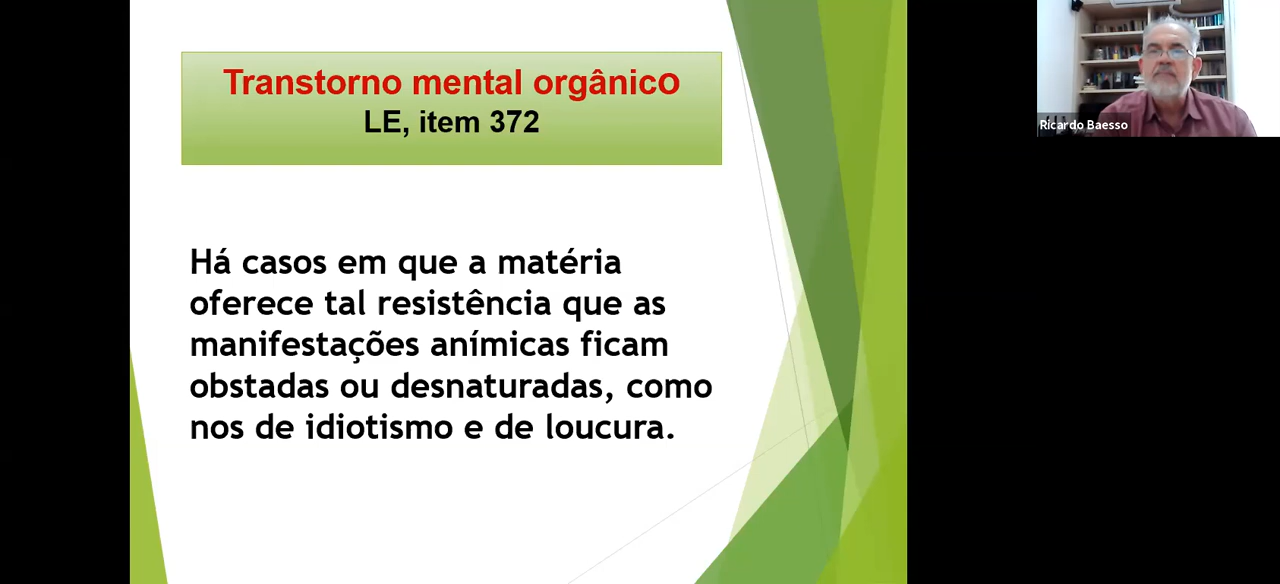 Transtorno mental orgânico
LE, item 372
Há casos em que a matéria
oferece tal resistência que as
manifestações anímicas ficam
obstadas ou desnaturadas, como
nos de idiotismo e de loucura.
Ricardo Baesso